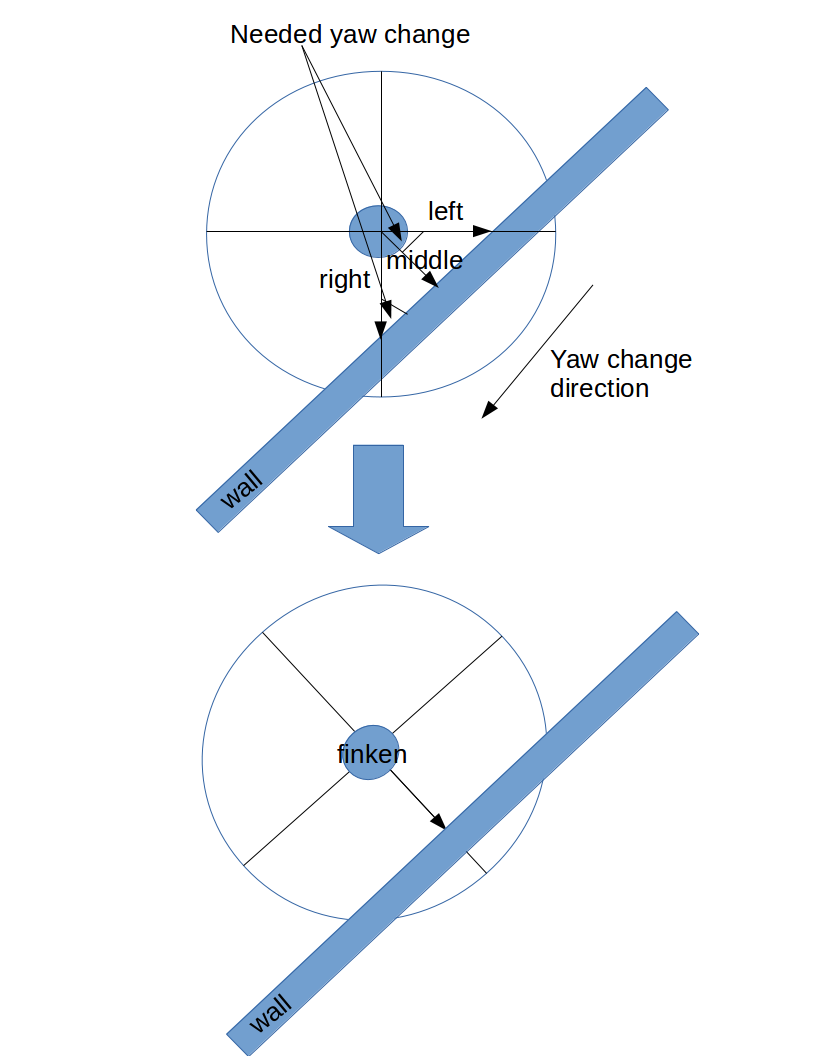 Needed yaw change
left
middle
right
Yaw change
direction
wall
finken
wall